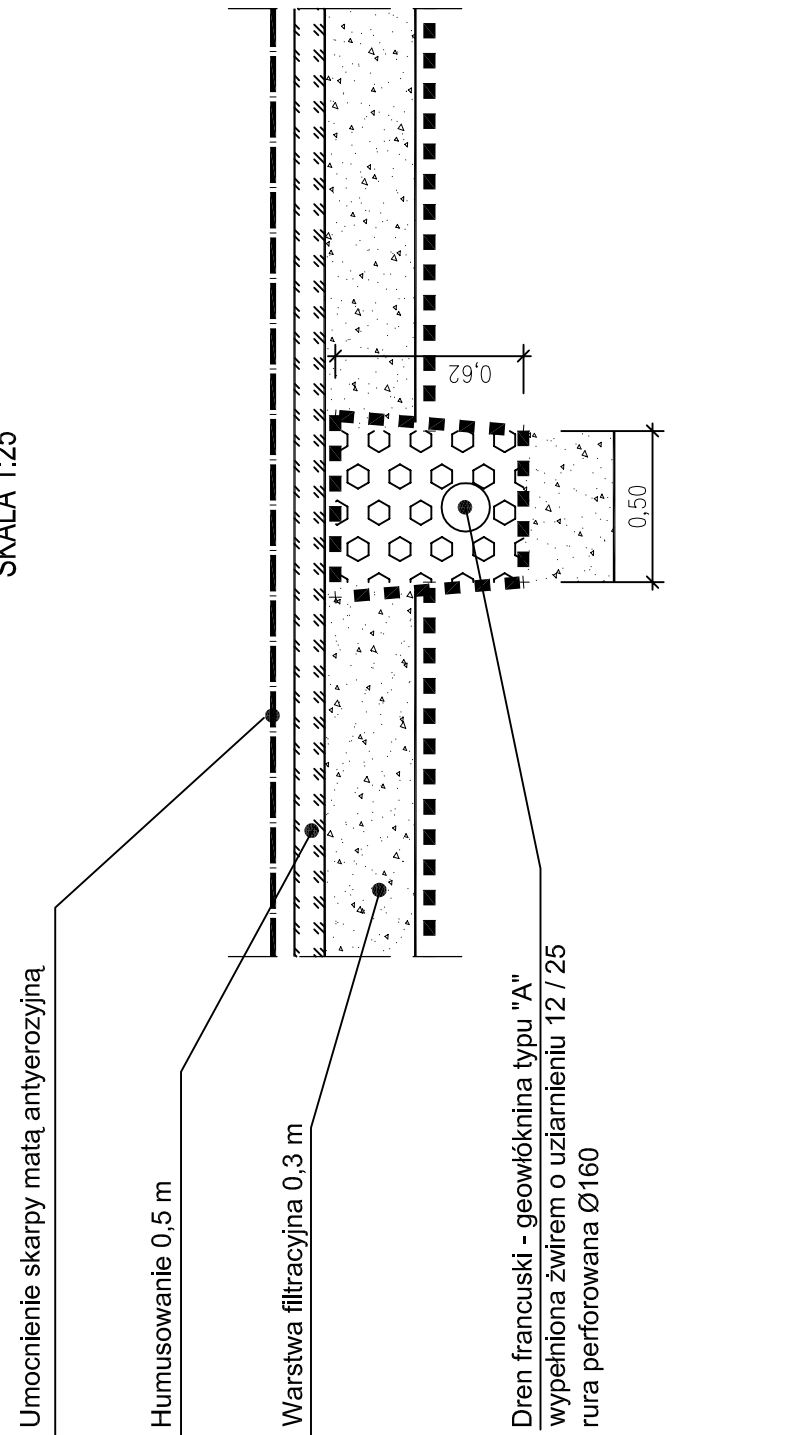 SKALA 1:25
Umocnienie skarpy matą antyerozyjną
Humusowanie 0,5 m
Warstwa filtracyjna 0,3 m
Dren francuski - geowłóknina typu "A"
wypełniona żwirem o uziarnieniu 12 / 25
rura perforowana Ø160
0,62
0,50